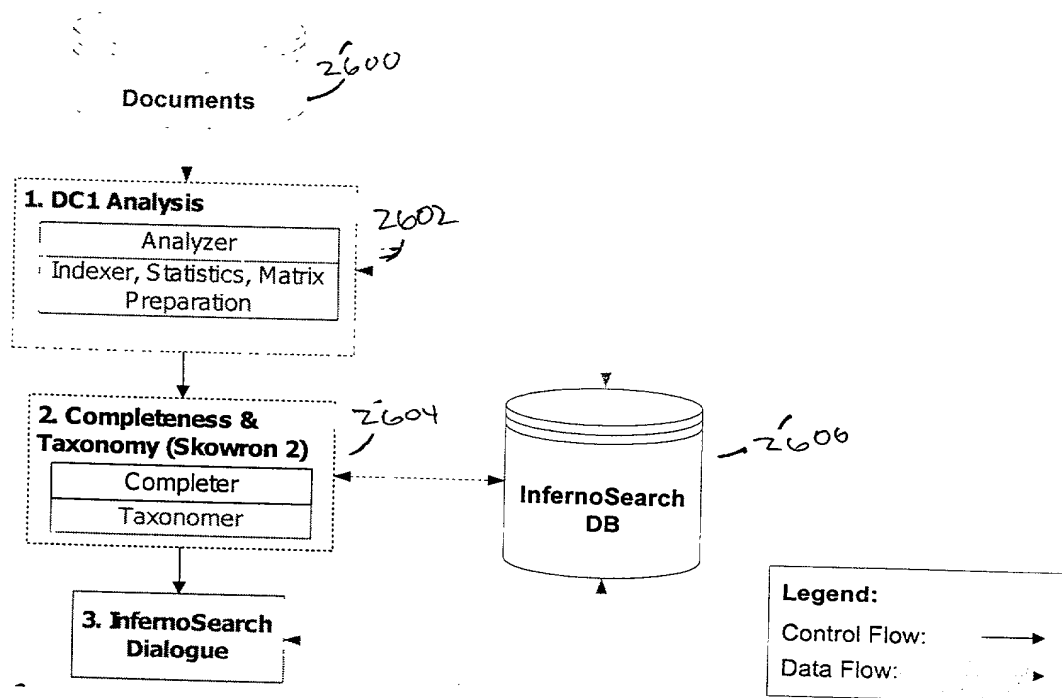 2600
Documents
1. DC1 Analysis
2602
Analyzer
Indexer, Statistics, Matrix
Preparation
2. Completeness &
Taxonomy (Skowron 2)
2604
Completer
Taxonomer
2606
InfernoSearch
DB
3. InfernoSearch
Dialogue
Legend:
Control Flow:
Data Flow: